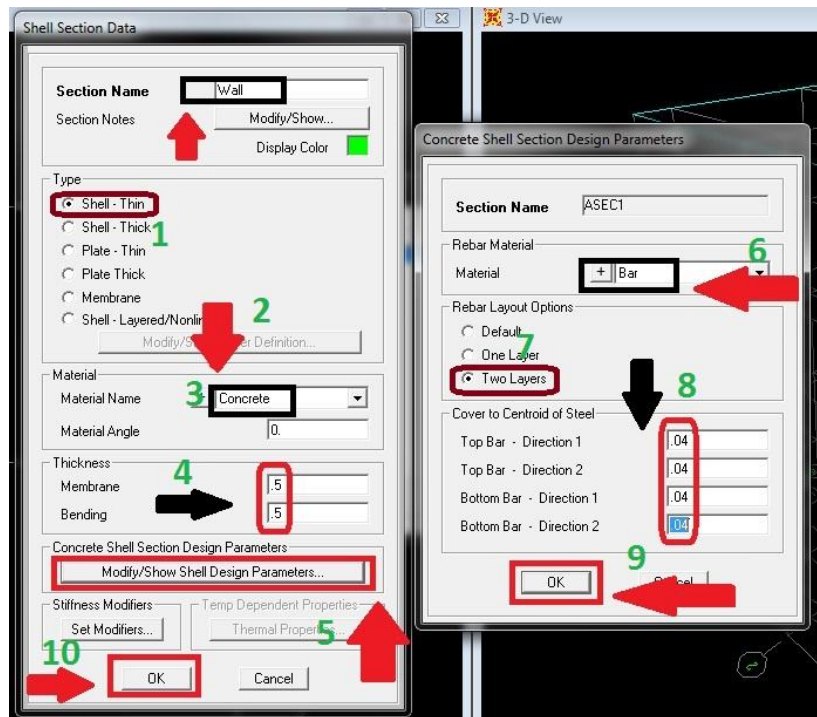 Shell Section Data
Section Name Wall
Section Notes Modify/Show...
Display Color
Type
Shell - Thin
Shell - Thick
1
Plate - Thin
Plate Thick
2
Membrane
Shell - Layered/Nonlin
Modify/S Definition...
Material
3
Material Name Concrete
Material Angle 0.
Thickness
4
Membrane .5
Bending .5
Concrete Shell Section Design Parameters
Modify/Show Shell Design Parameters...
Stiffness Modifiers Temp Dependent Properties
Set Modifiers... Thermal Proper
5
10
OK Cancel
3-D View
Concrete Shell Section Design Parameters
Section Name ASEC1
Rebar Material
6
Material + Bar
Rebar Layout Options
Default
7
One Layer
Two Layers
8
Cover to Centroid of Steel
Top Bar - Direction 1 .04
Top Bar - Direction 2 .04
Bottom Bar - Direction 1 .04
Bottom Bar - Direction 2 .04
9
OK